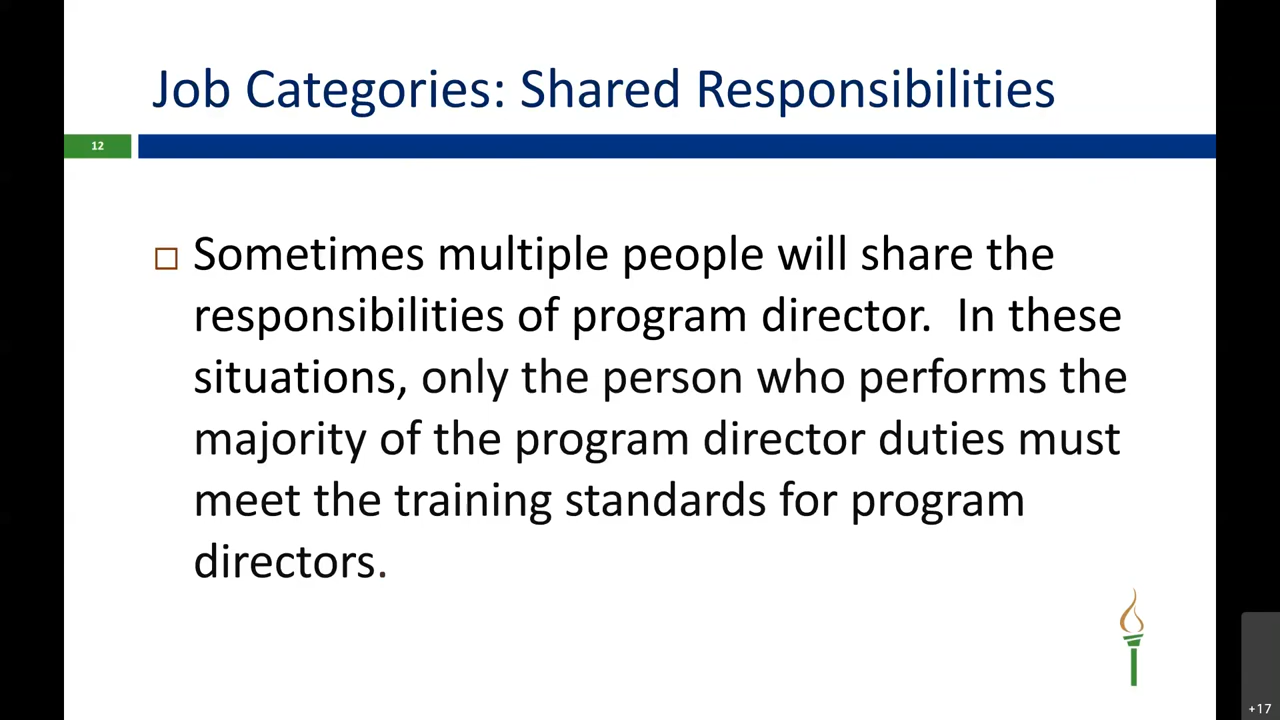 Job Categories: Shared Responsibilities
12
Sometimes multiple people will share the
responsibilities of program director.  In these
situations, only the person who performs the
majority of the program director duties must
meet the training standards for program
directors.
+17